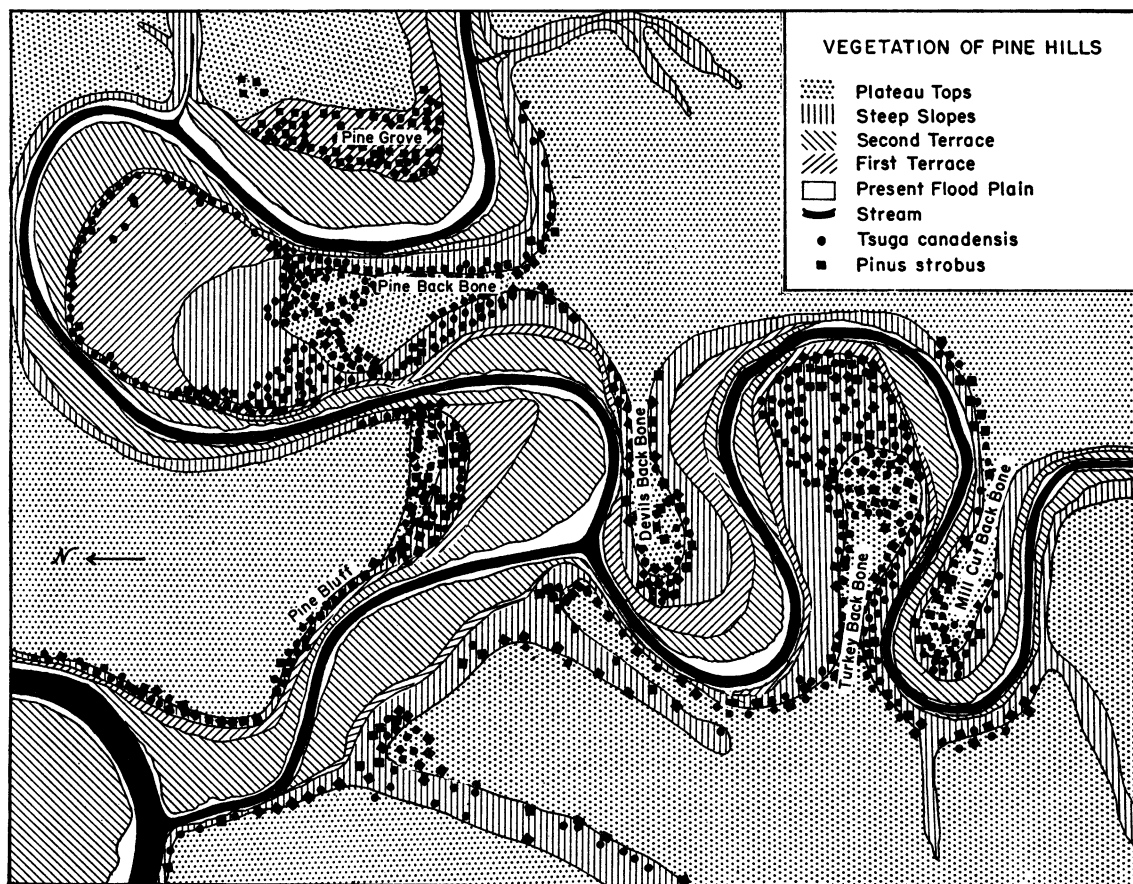 VEGETATION OF PINE HILLS
Plateau Tops
Steep Slopes
Second Terrace
First Terrace
Present Flood Plain
Stream
Tsuga canadensis
Pinus strobus
Pine Grove
Pine Back Bone
Devils Back Bone
Mill Cut Back Bone
N
Pine Bluff
Turkey Back Bone